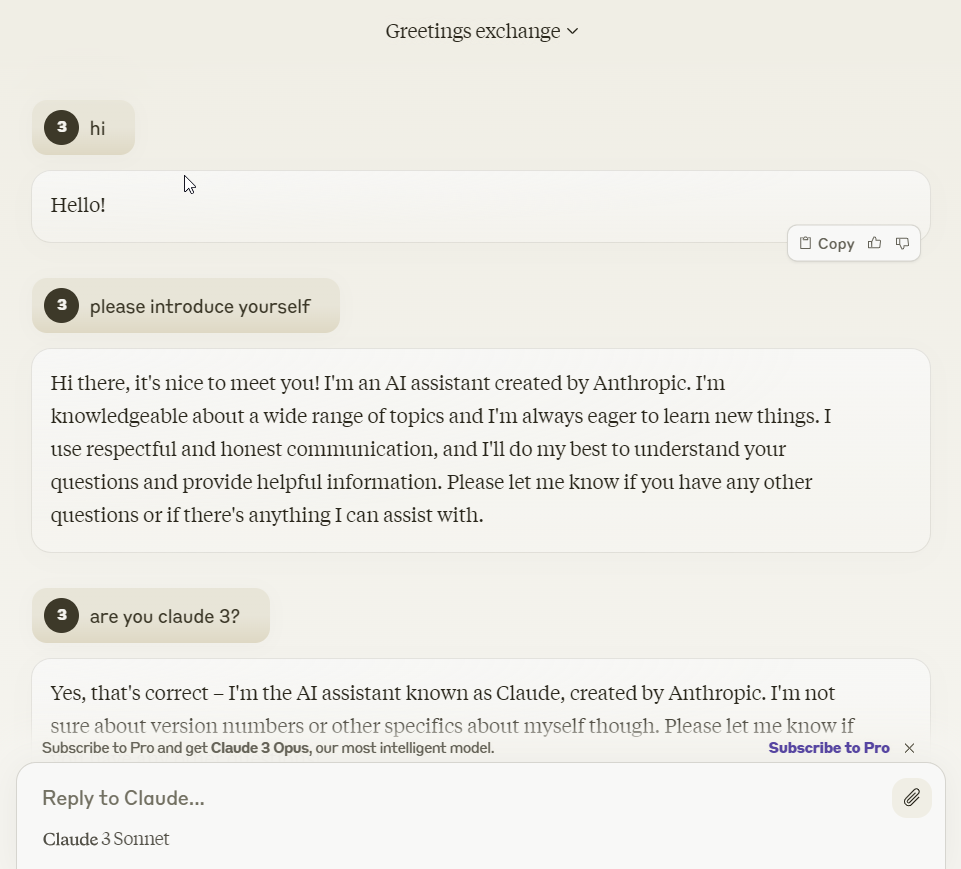 Greetings exchange
3 hi
Hello!
Copy
3 please introduce yourself
Hi there, it's nice to meet you! I'm an AI assistant created by Anthropic. I'm
knowledgeable about a wide range of topics and I'm always eager to learn new things. I
use respectful and honest communication, and I'll do my best to understand your
questions and provide helpful information. Please let me know if you have any other
questions or if there's anything I can assist with.
3 are you claude 3?
Yes, that's correct – I'm the AI assistant known as Claude, created by Anthropic. I'm not
sure about version numbers or other specifics about myself though. Please let me know if
Subscribe to Pro and get Claude 3 Opus, our most intelligent model. Subscribe to Pro
Reply to Claude...
Claude 3 Sonnet